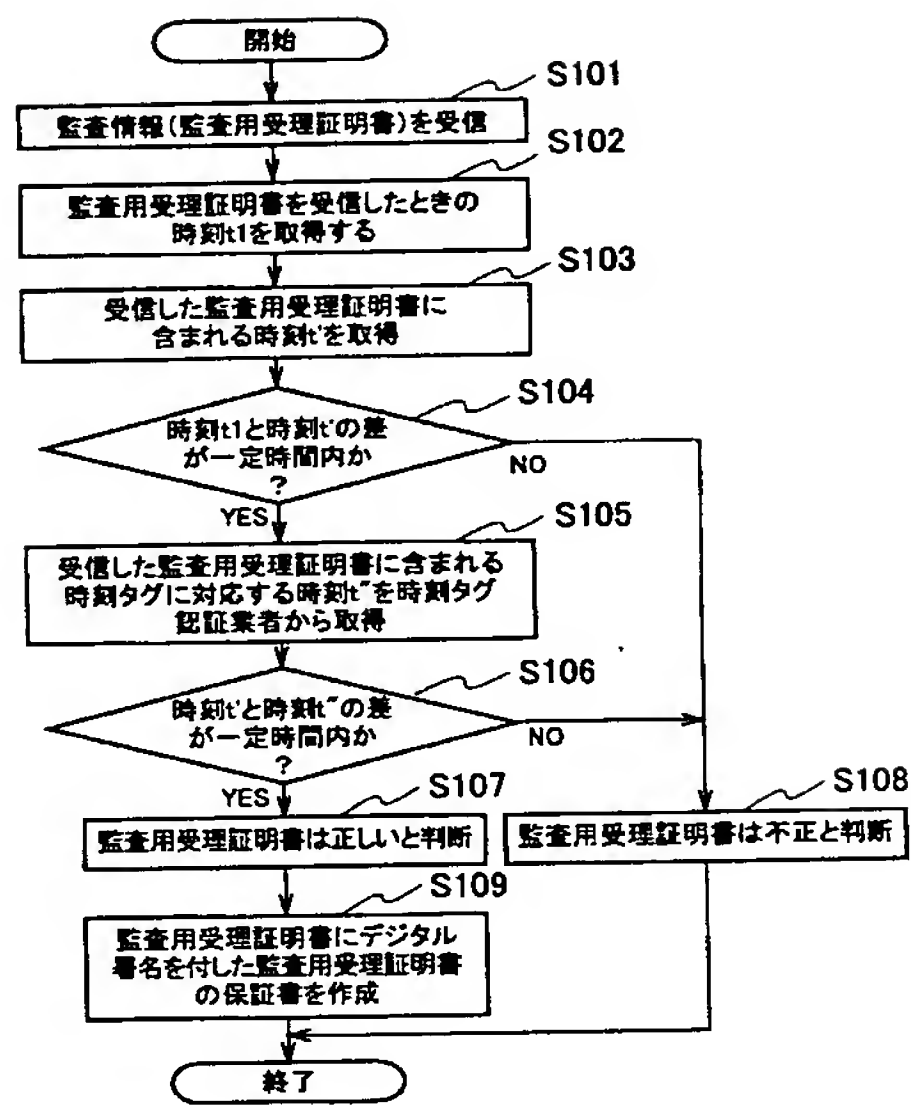 開始
S101
監査情報(監査用受理証明書)を受信
S102
監査用受理証明書を受信したときの
時刻t1を取得する
S103
受信した監査用受理証明書に
含まれる時刻t'を取得
S104
時刻t1と時刻t'の差
が一定時間内か
?
NO
YES
S105
受信した監査用受理証明書に含まれる
時刻タグに対応する時刻t"を時刻タグ
認証業者から取得
S106
時刻t'と時刻t"の差
が一定時間内か
?
NO
YES
S107
監査用受理証明書は正しいと判断
S108
監査用受理証明書は不正と判断
S109
監査用受理証明書にデジタル
署名を付した監査用受理証明書
の保証書を作成
終了